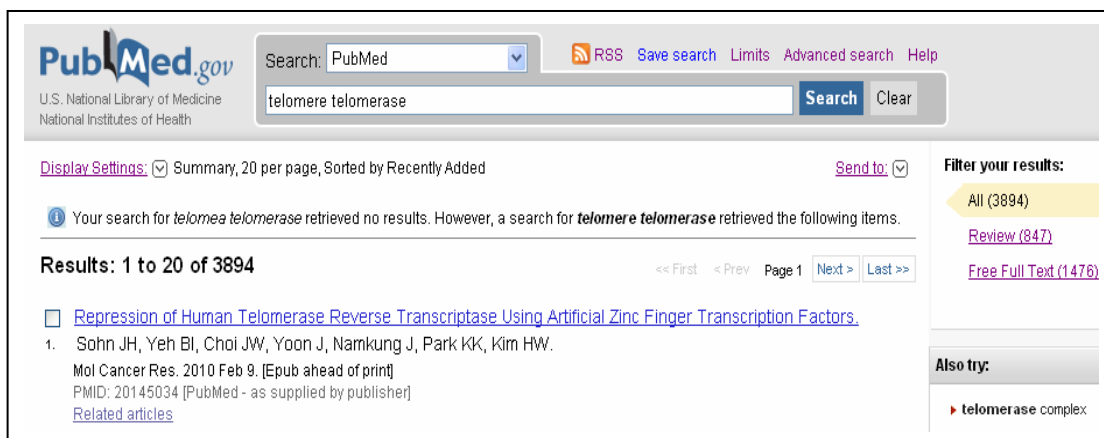 PubMed.gov
U.S. National Library of Medicine
National Institutes of Health
Search: PubMed
RSS Save search Limits Advanced search Help
telomere telomerase
Search Clear
Display Settings: Summary, 20 per page, Sorted by Recently Added
Send to:
Your search for telomea telomerase retrieved no results. However, a search for telomere telomerase retrieved the following items.
Results: 1 to 20 of 3894
<< First < Prev Page 1 Next > Last >>
Repression of Human Telomerase Reverse Transcriptase Using Artificial Zinc Finger Transcription Factors.
1. Sohn JH, Yeh BI, Choi JW, Yoon J, Namkung J, Park KK, Kim HW.
Mol Cancer Res. 2010 Feb 9. [Epub ahead of print]
PMID: 20145034 [PubMed - as supplied by publisher]
Related articles
Filter your results:
All (3894)
Review (847)
Free Full Text (1476)
Also try:
telomerase complex